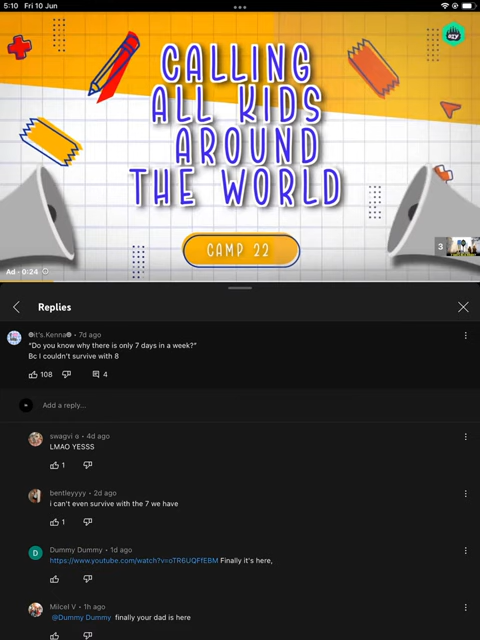 5:10 Fri 10 Jun
CALLING
ALL KIDS
AROUND
THE WORLD
CAMP 22
3
Ad · 0:24
Replies
it's.Kenna • 7d ago
"Do you know why there is only 7 days in a week?"
Bc I couldn't survive with 8
108 4
Add a reply...
swagvi ɷ • 4d ago
LMAO YESSS
1
bentleyyyy • 2d ago
i can't even survive with the 7 we have
1
D
Dummy Dummy • 1d ago
https://www.youtube.com/watch?v=oTR6UQFfEBM Finally it's here,
Milcel V • 1h ago
@Dummy Dummy finally your dad is here